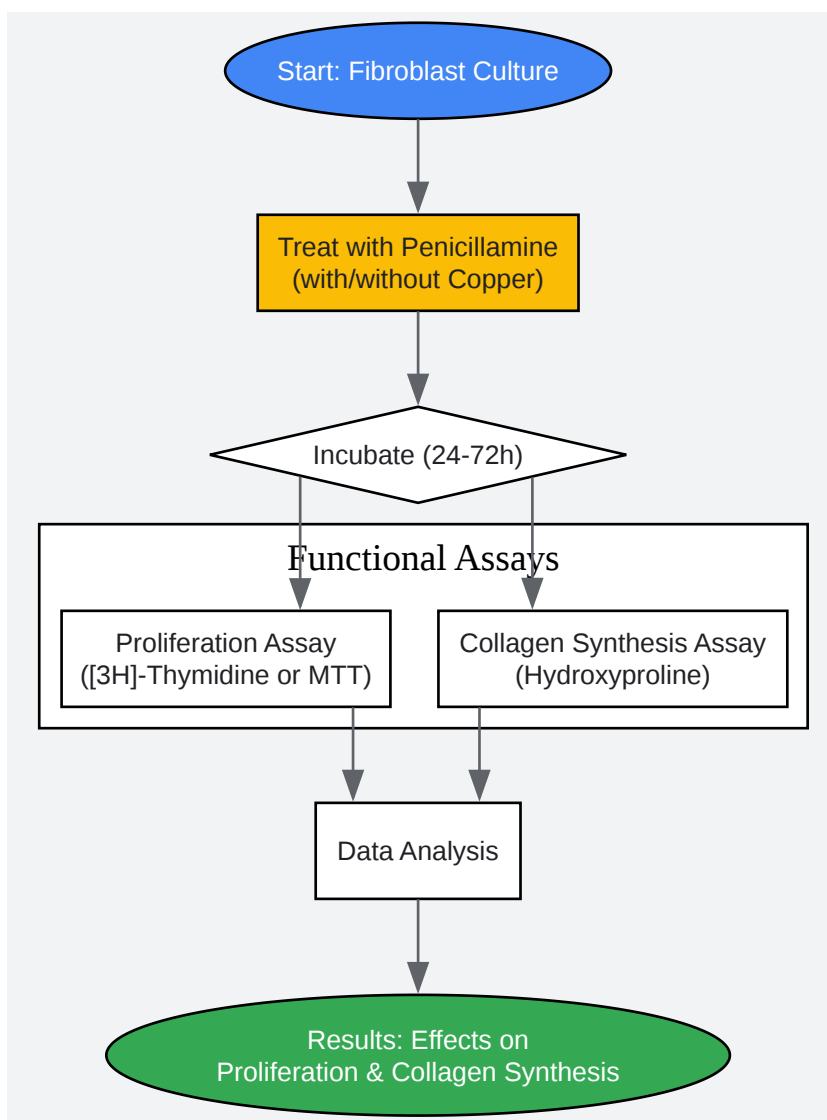 Start: Fibroblast Culture
Treat with Penicillamine
(with/without Copper)
Incubate (24-72h)
Functional Assays
Proliferation Assay
([3H]-Thymidine or MTT)
Collagen Synthesis Assay
(Hydroxyproline)
Data Analysis
Results: Effects on
Proliferation & Collagen Synthesis